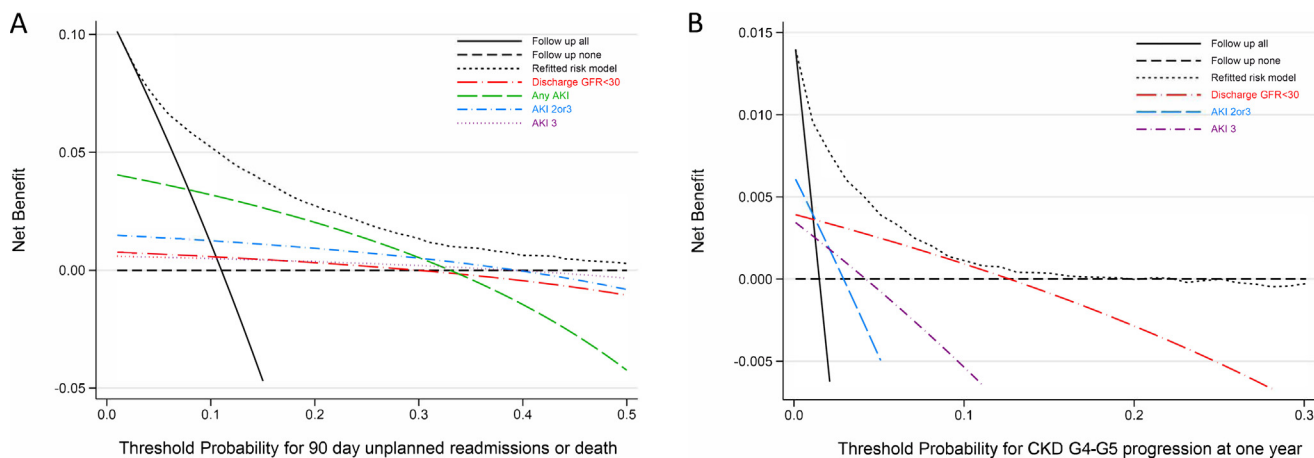 A
0.10
0.05
0.00
-0.05
Net Benefit
Follow up all
Follow up none
Refitted risk model
Discharge GFR<30
Any AKI
AKI 2or3
AKI 3
0.0 0.1 0.2 0.3 0.4 0.5
Threshold Probability for 90 day unplanned readmissions or death
B
0.015
0.010
0.005
0.000
-0.005
Net Benefit
Follow up all
Follow up none
Refitted risk model
Discharge GFR<30
AKI 2or3
AKI 3
0.0 0.1 0.2 0.3
Threshold Probability for CKD G4-G5 progression at one year